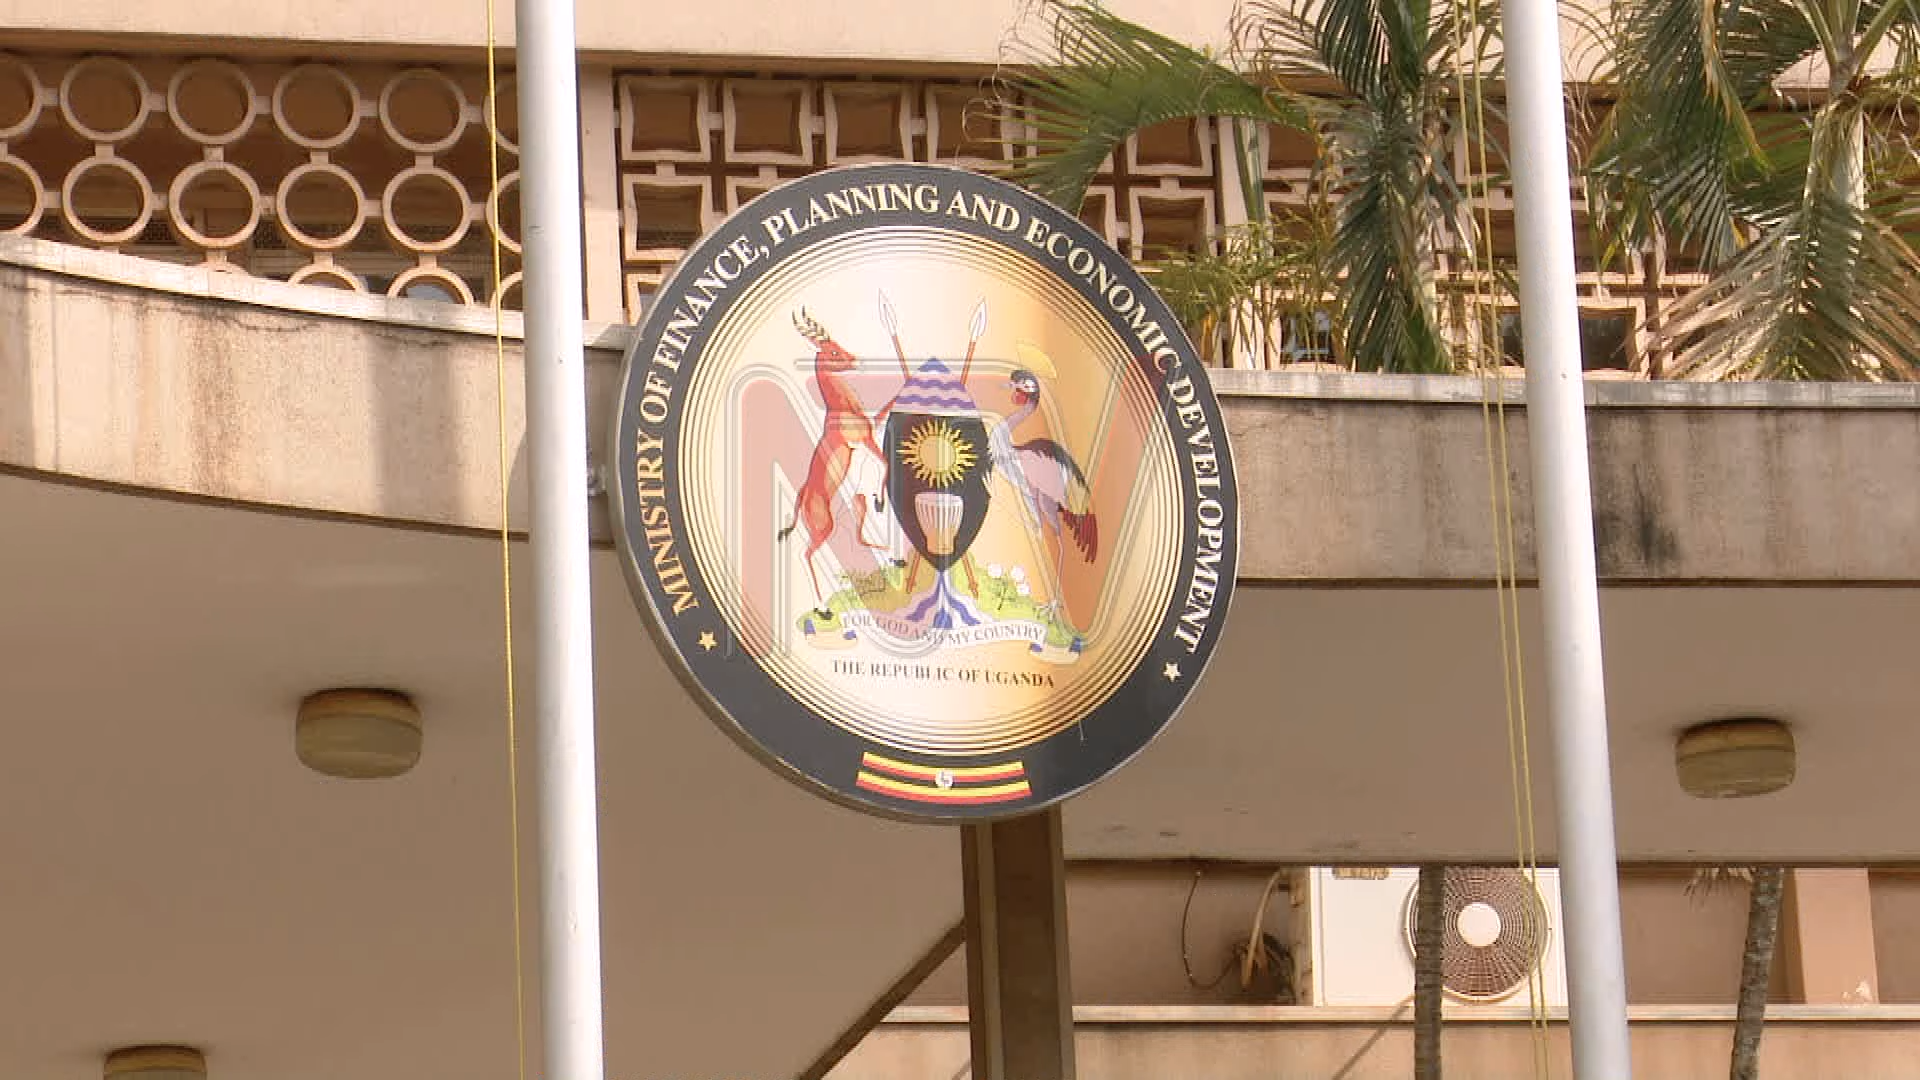 MINISTRY OF FINANCE, PLANNING AND ECONOMIC DEVELOPMENT
NTV
FOR GOD AND MY COUNTRY
THE REPUBLIC OF UGANDA